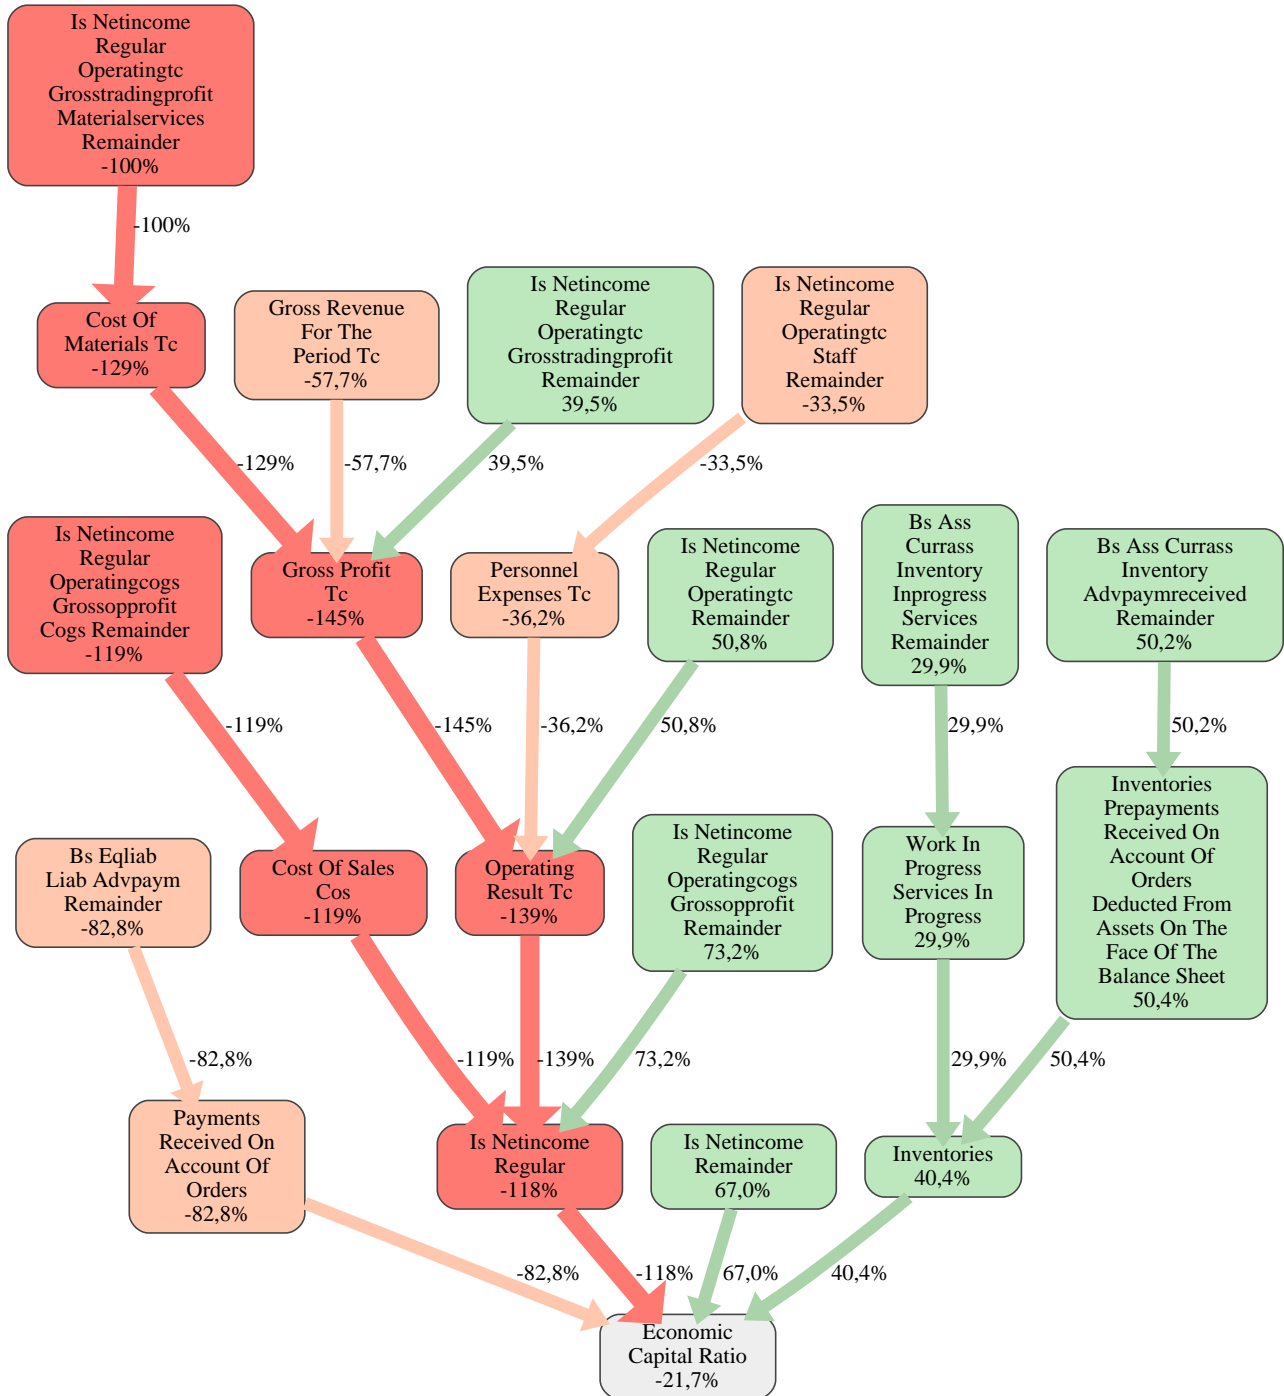 Is Netincome
Regular
Operatingtc
Grosstradingprofit
Materialservices
Remainder
-100%
-100%
Cost Of
Materials Tc
-129%
Gross Revenue
For The
Period Tc
-57,7%
Is Netincome
Regular
Operatingtc
Grosstradingprofit
Remainder
39,5%
Is Netincome
Regular
Operatingtc
Staff
Remainder
-33,5%
-129%
-57,7%
39,5%
-33,5%
Is Netincome
Regular
Operatingcogs
Grossopprofit
Cogs Remainder
-119%
Gross Profit
Tc
-145%
Personnel
Expenses Tc
-36,2%
Is Netincome
Regular
Operatingtc
Remainder
50,8%
Bs Ass
Currass
Inventory
Inprogress
Services
Remainder
29,9%
Bs Ass Currass
Inventory
Advpaymreceived
Remainder
50,2%
-119%
-145%
-36,2%
50,8%
29,9%
50,2%
Bs Eqliab
Liab Advpaym
Remainder
-82,8%
Cost Of Sales
Cos
-119%
Operating
Result Tc
-139%
Is Netincome
Regular
Operatingcogs
Grossopprofit
Remainder
73,2%
Work In
Progress
Services In
Progress
29,9%
Inventories
Prepayments
Received On
Account Of
Orders
Deducted From
Assets On The
Face Of The
Balance Sheet
50,4%
-82,8%
-119%
-139%
73,2%
29,9%
50,4%
Payments
Received On
Account Of
Orders
-82,8%
Is Netincome
Regular
-118%
Is Netincome
Remainder
67,0%
Inventories
40,4%
-82,8%
-118%
67,0%
40,4%
Economic
Capital Ratio
-21,7%